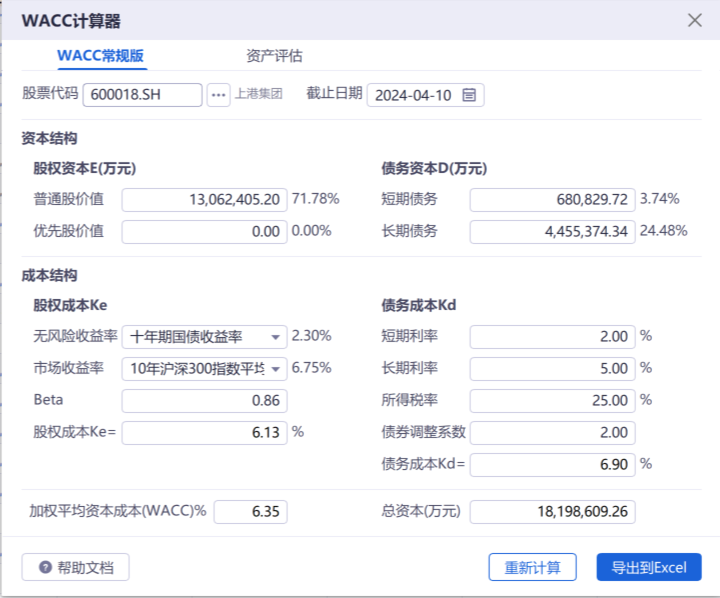 WACC计算器
WACC常规版 资产评估
股票代码 600018.SH ··· 上港集团 截止日期 2024-04-10
资本结构
股权资本E(万元) 债务资本D(万元)
普通股价值 13,062,405.20 71.78% 短期债务 680,829.72 3.74%
优先股价值 0.00 0.00% 长期债务 4,455,374.34 24.48%
成本结构
股权成本Ke 债务成本Kd
无风险收益率 十年期国债收益率 2.30% 短期利率 2.00 %
市场收益率 10年沪深300指数平均 6.75% 长期利率 5.00 %
Beta 0.86 所得税率 25.00 %
股权成本Ke= 6.13 % 债券调整系数 2.00
债务成本Kd= 6.90 %
加权平均资本成本(WACC)% 6.35 总资本(万元) 18,198,609.26
帮助文档 重新计算 导出到Excel